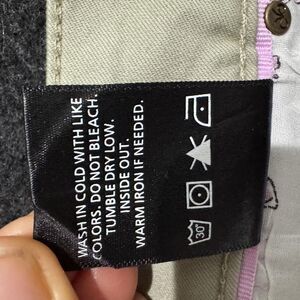 WASH IN COLD WITH LIKE
COLORS. DO NOT BLEACH.
TUMBLE DRY LOW.
INSIDE OUT.
WARM IRON IF NEEDED.
30°